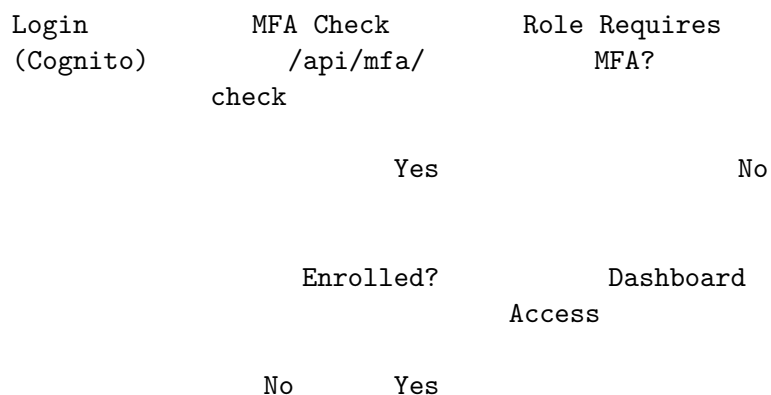 Login MFA Check Role Requires
(Cognito) /api/mfa/ MFA?
check
Yes No
Enrolled? Dashboard
Access
No Yes